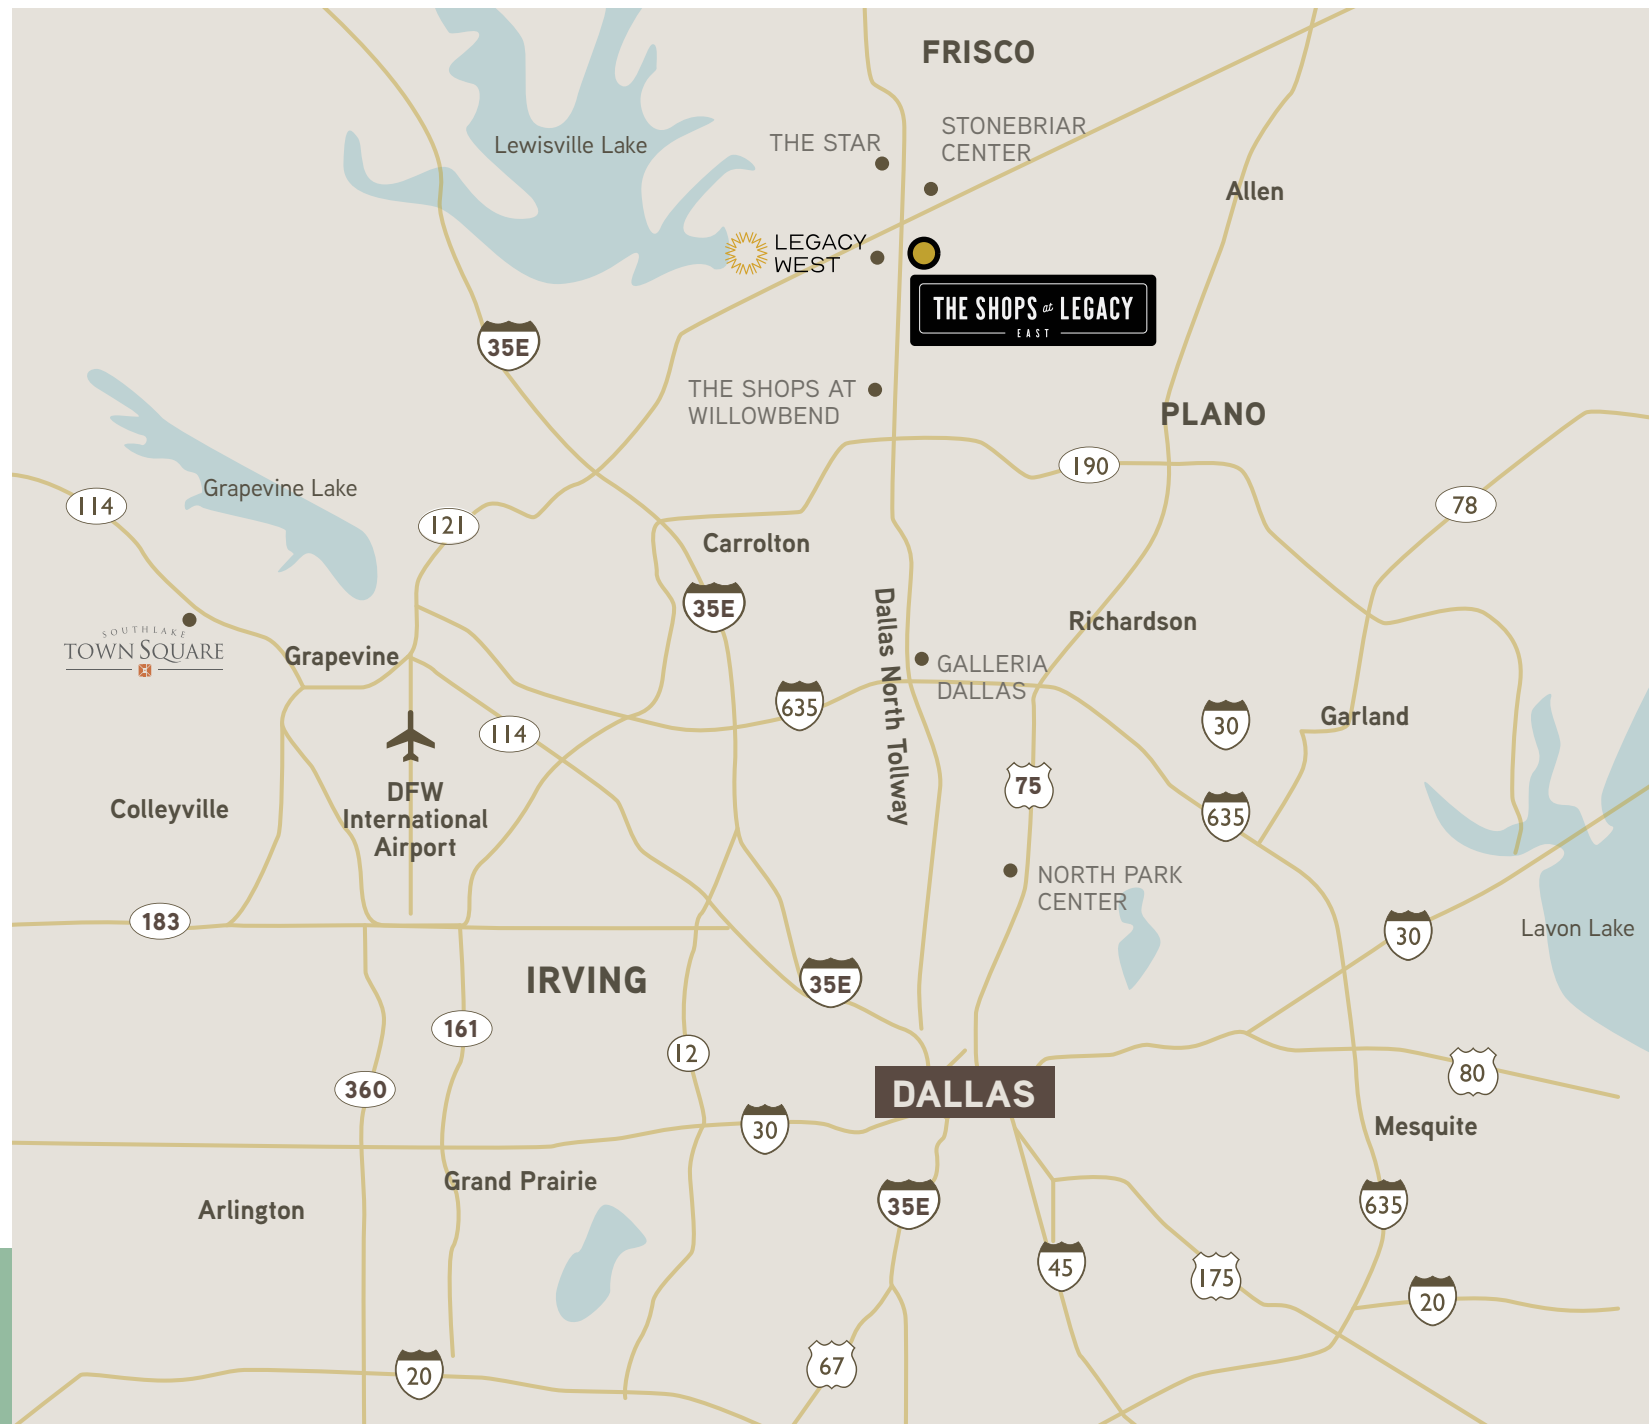 FRISCO
STONEBRIAR
CENTER
THE STAR
Lewisville Lake
Allen
LEGACY
WEST
THE SHOPS at LEGACY
EAST
35E
THE SHOPS AT
WILLOWBEND
PLANO
190
Grapevine Lake
114
78
121
Carrolton
35E
Dallas North Tollway
Richardson
SOUTHLAKE
TOWN SQUARE
Grapevine
GALLERIA
DALLAS
635
30
Garland
114
75
DFW
International
Airport
Colleyville
635
NORTH PARK
CENTER
183
30
Lavon Lake
IRVING
35E
161
12
80
360
DALLAS
30
Mesquite
Grand Prairie
Arlington
35E
635
45
175
20
67
20